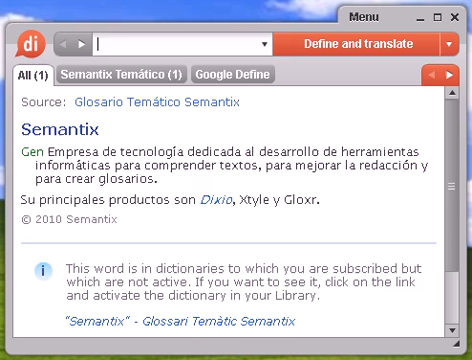 Menu
di
Define and translate
All (1) Semantix Temático (1) Google Define
Source: Glosario Temático Semantix
Semantix
Gen Empresa de tecnología dedicada al desarrollo de herramientas
informáticas para comprender textos, para mejorar la redacción y
para crear glosarios.
Su principales productos son Dixio, Xtyle y Gloxr.
© 2010 Semantix
i
This word is in dictionaries to which you are subscribed but
which are not active. If you want to see it, click on the link
and activate the dictionary in your Library.
"Semantix" - Glossari Temàtic Semantix